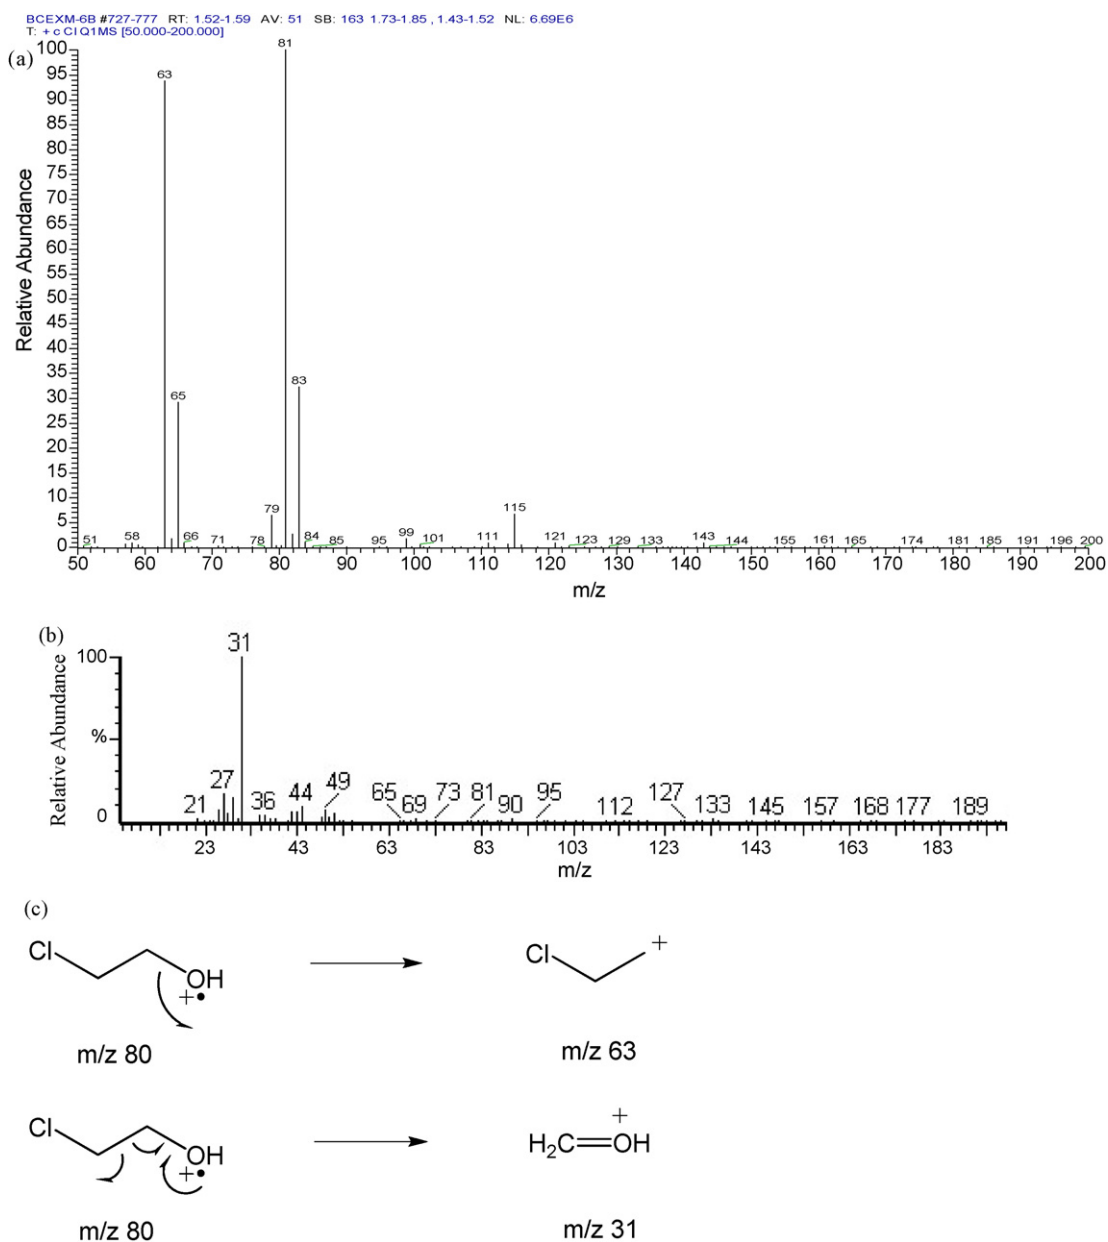 BCEXM-6B #727-777 RT: 1.52-1.59 AV: 51 SB: 163 1.73-1.85 , 1.43-1.52 NL: 6.69E6
T: + c CI Q1MS [50.000-200.000]
(a)
Relative Abundance
100
95
90
85
80
75
70
65
60
55
50
45
40
35
30
25
20
15
10
5
0
81
63
83
65
79
115
51 58 66 71 78 84 85 95 99 101 111 121 123 129 133 143 144 155 161 165 174 181 185 191 196 200
50 60 70 80 90 100 110 120 130 140 150 160 170 180 190 200
m/z
(b)
Relative Abundance
100
%
0
31
21 27 36 44 49 65 69 73 81 90 95 112 127 133 145 157 168 177 189
23 43 63 83 103 123 143 163 183
m/z
(c)
Cl OH +• Cl +
m/z 80 m/z 63
Cl OH +• H₂C=OH +
m/z 80 m/z 31